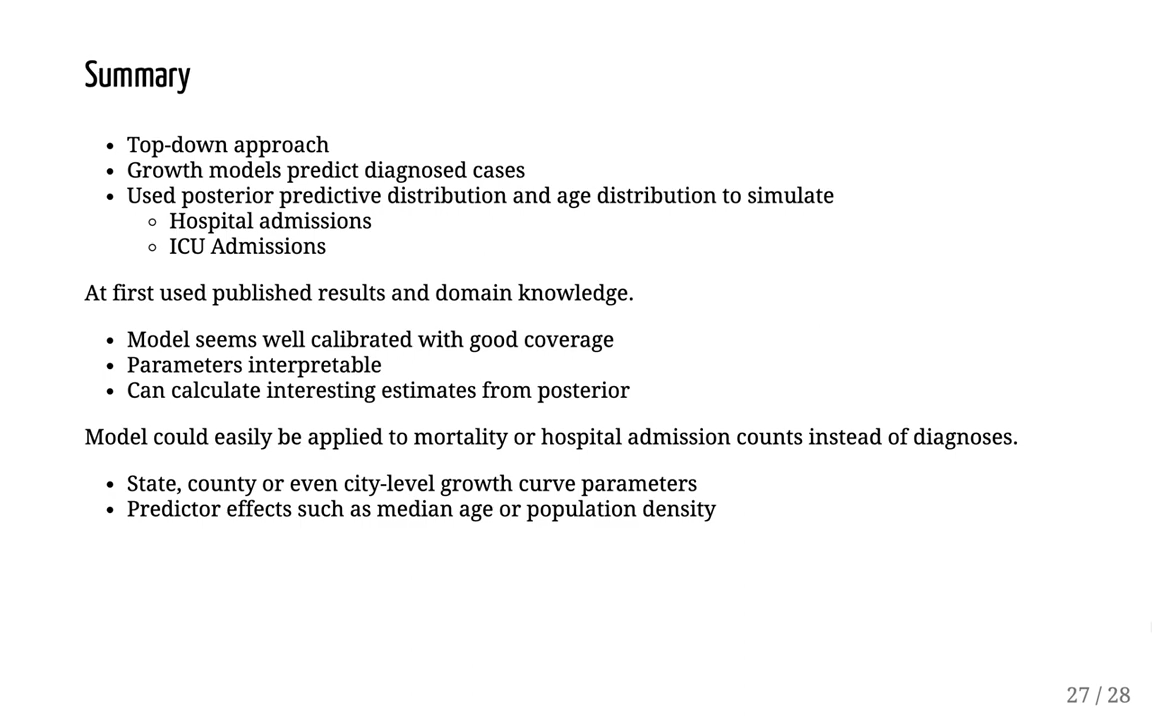 Summary
• Top-down approach
• Growth models predict diagnosed cases
• Used posterior predictive distribution and age distribution to simulate
◦ Hospital admissions
◦ ICU Admissions
At first used published results and domain knowledge.
• Model seems well calibrated with good coverage
• Parameters interpretable
• Can calculate interesting estimates from posterior
Model could easily be applied to mortality or hospital admission counts instead of diagnoses.
• State, county or even city-level growth curve parameters
• Predictor effects such as median age or population density
27 / 28